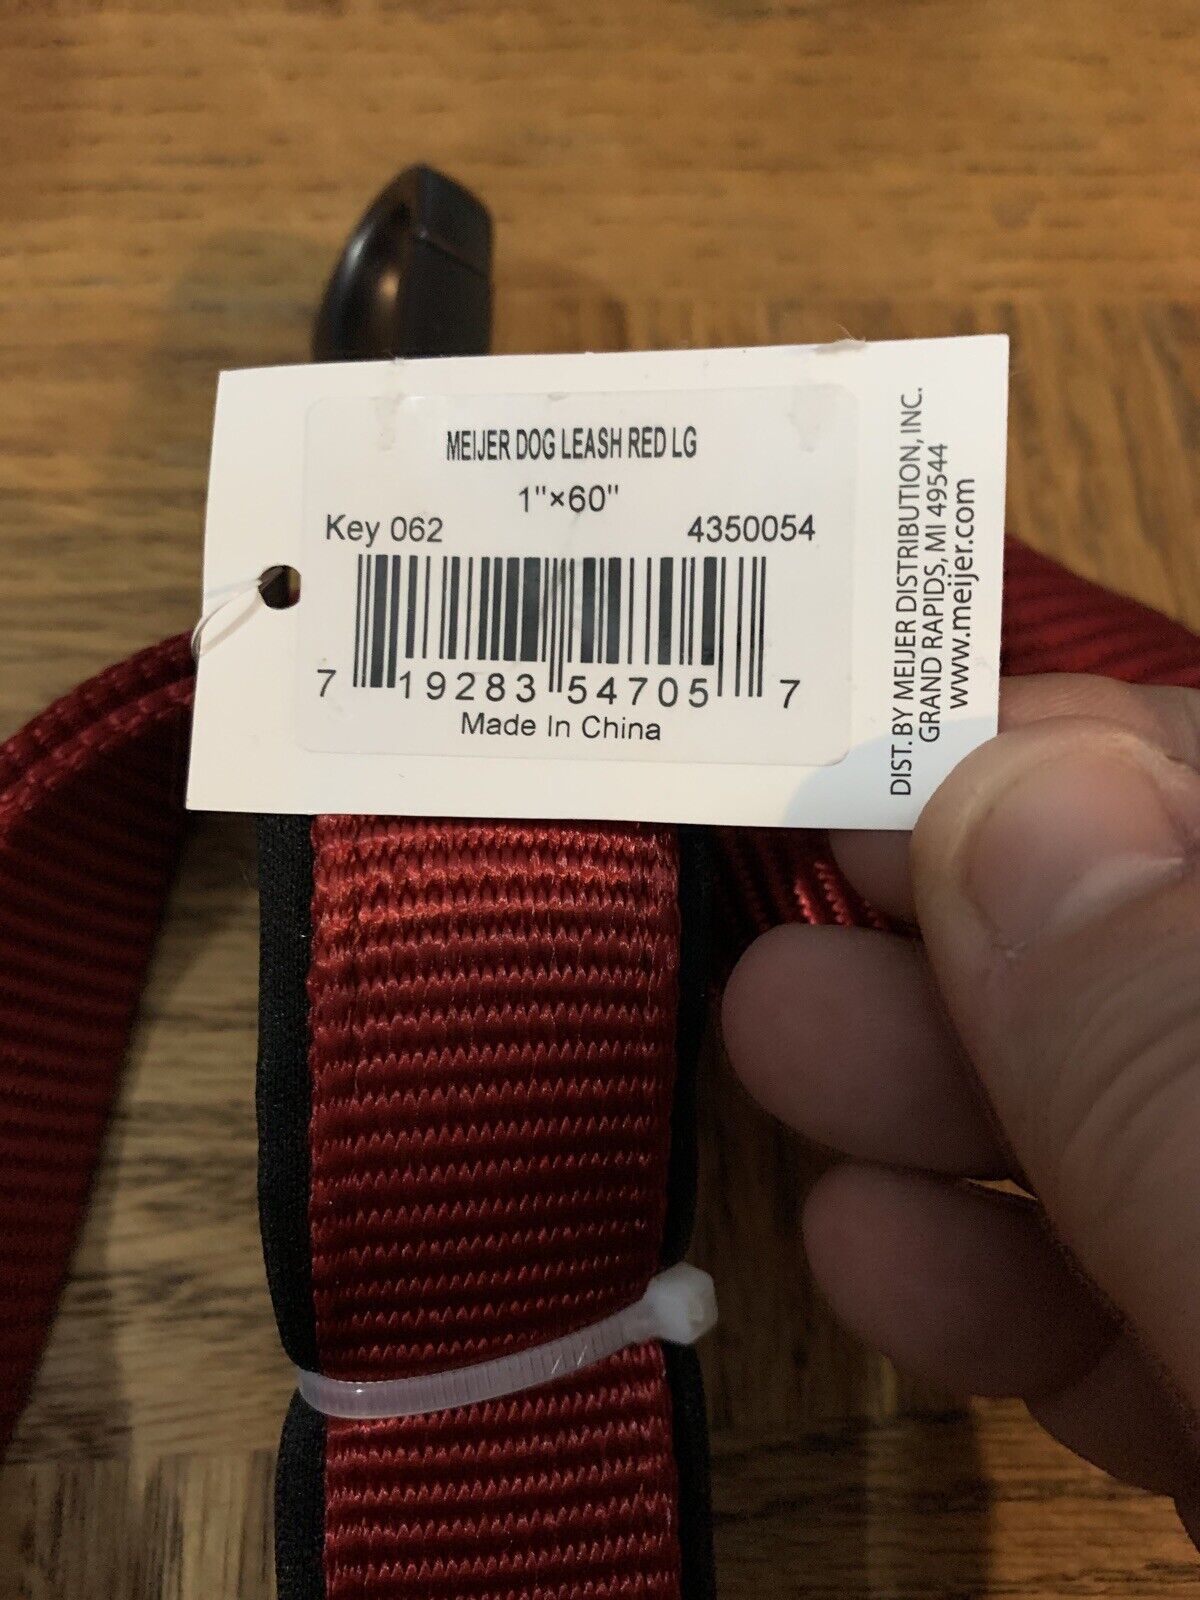 MEIJER DOG LEASH RED LG
1"×60"
Key 062 4350054
7 19283 54705 7
Made In China
DIST. BY MEIJER DISTRIBUTION, INC.
GRAND RAPIDS, MI 49544
www.meijer.com